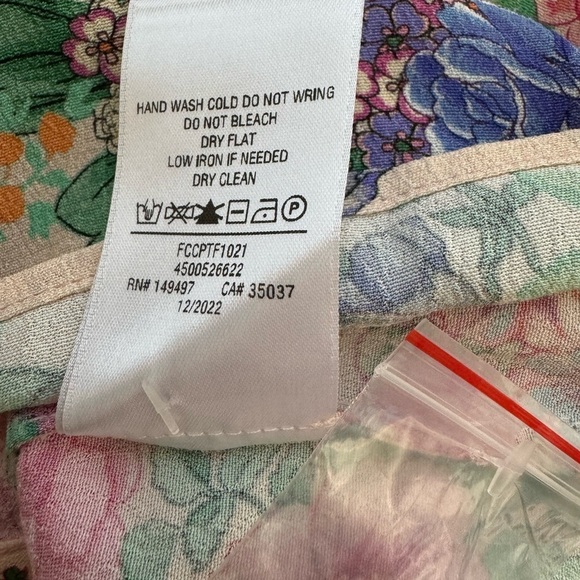 HAND WASH COLD DO NOT WRING
DO NOT BLEACH
DRY FLAT
LOW IRON IF NEEDED
DRY CLEAN
P
FCCPTF1021
4500526622
RN# 149497 CA# 35037
12/2022